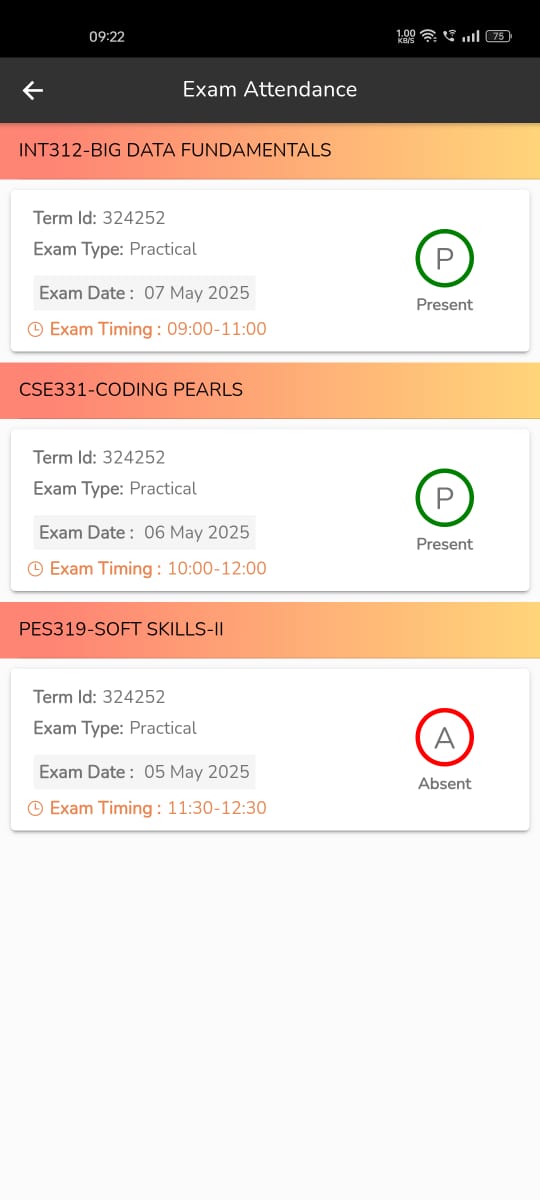 09:22
1.00 KB/S
75
Exam Attendance
INT312-BIG DATA FUNDAMENTALS
Term Id: 324252
Exam Type: Practical
Exam Date : 07 May 2025
Exam Timing : 09:00-11:00
P
Present
CSE331-CODING PEARLS
Term Id: 324252
Exam Type: Practical
Exam Date : 06 May 2025
Exam Timing : 10:00-12:00
P
Present
PES319-SOFT SKILLS-II
Term Id: 324252
Exam Type: Practical
Exam Date : 05 May 2025
Exam Timing : 11:30-12:30
A
Absent